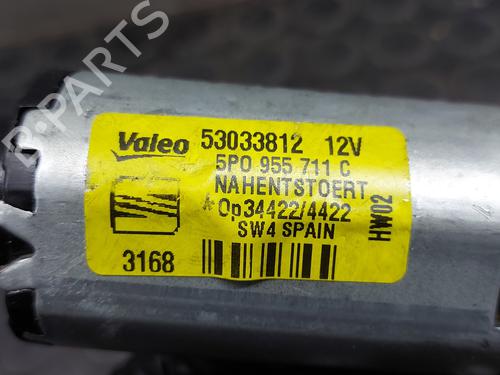 Valeo 53033812 12V
5P0 955 711 C
NAHENTSTOERT
*Op34422/4422
SW4 SPAIN
HW02
3168
B-PARTS